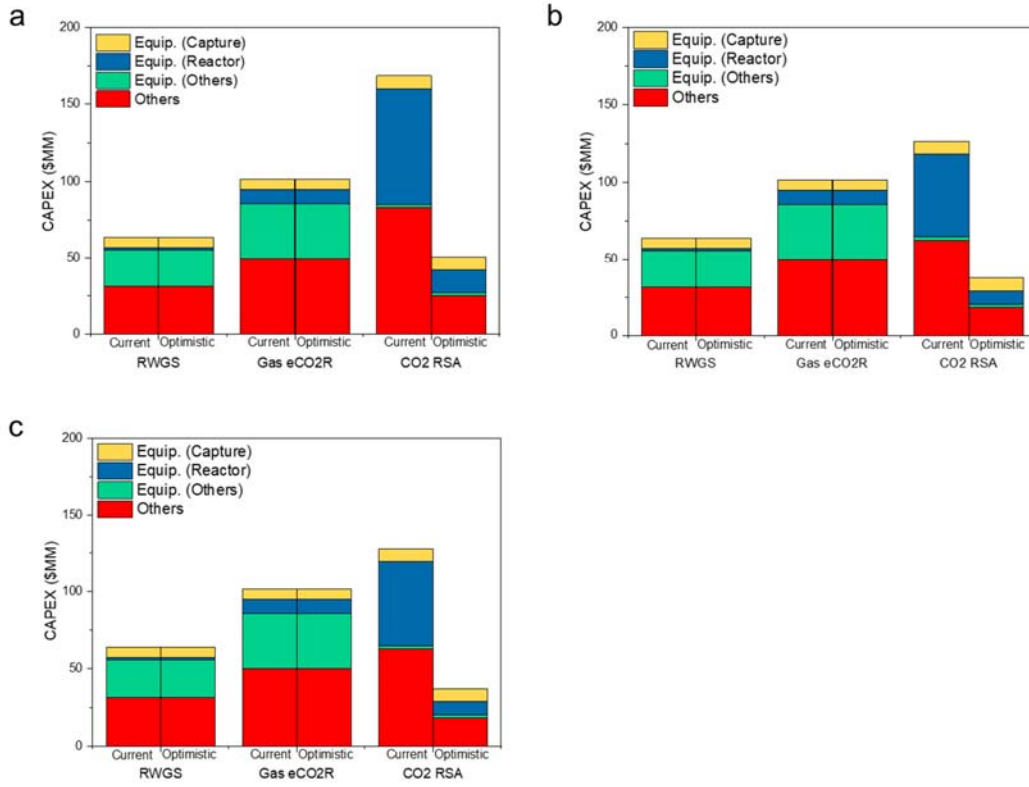 a
200
150
100
50
0
CAPEX ($MM)
Equip. (Capture)
Equip. (Reactor)
Equip. (Others)
Others
Current Optimistic Current Optimistic Current Optimistic
RWGS Gas eCO2R CO2 RSA
b
200
150
100
50
0
CAPEX ($MM)
Equip. (Capture)
Equip. (Reactor)
Equip. (Others)
Others
Current Optimistic Current Optimistic Current Optimistic
RWGS Gas eCO2R CO2 RSA
c
200
150
100
50
0
CAPEX ($MM)
Equip. (Capture)
Equip. (Reactor)
Equip. (Others)
Others
Current Optimistic Current Optimistic Current Optimistic
RWGS Gas eCO2R CO2 RSA